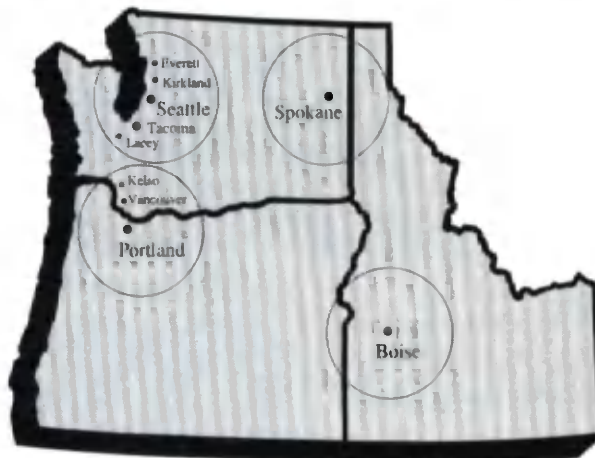 Everett
Kirkland
Seattle
Spokane
Tacoma
Lacey
Kelso
Vancouver
Portland
Boise